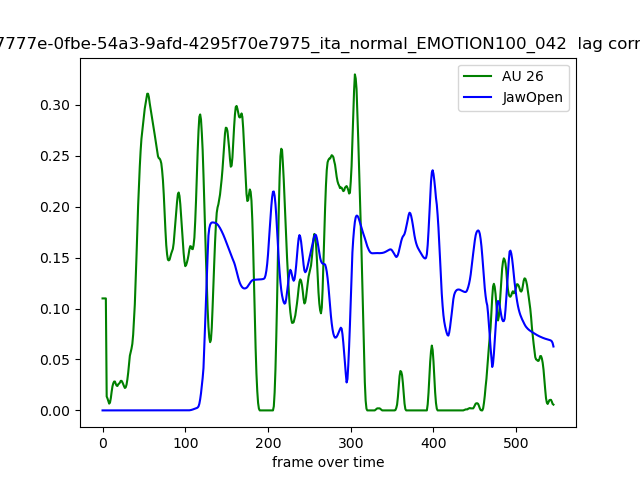 7777e-0fbe-54a3-9afd-4295f70e7975_ita_normal_EMOTION100_042 lag corr
AU 26
JawOpen
0.30
0.25
0.20
0.15
0.10
0.05
0.00
0 100 200 300 400 500
frame over time